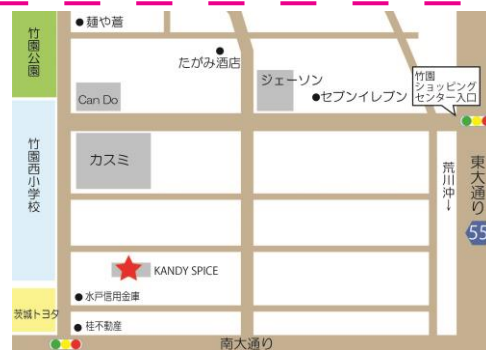 竹園公園
麺や蒼
たがみ酒店
ジェーソン
Can Do
セブンイレブン
竹園
ショッピング
センター入口
竹園西小学校
カスミ
荒川沖→
東大通り
55
KANDY SPICE
水戸信用金庫
茨城トヨタ
桂不動産
南大通り